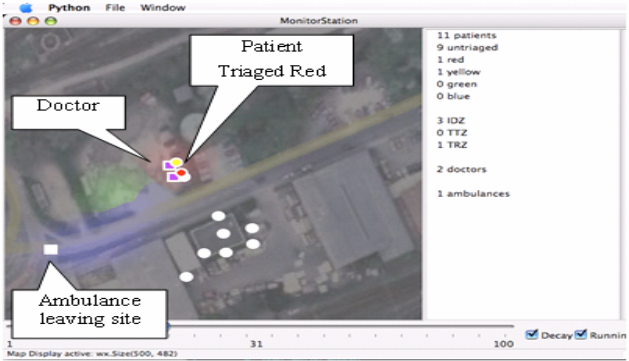 Python File Window
MonitorStation
Patient
Triaged Red
Doctor
Ambulance
leaving site
11 patients
9 untriaged
1 red
1 yellow
0 green
0 blue
3 IDZ
0 TTZ
1 TRZ
2 doctors
1 ambulances
1 31 100
Decay Runnin
Map Display active: wx.Size(500, 482)